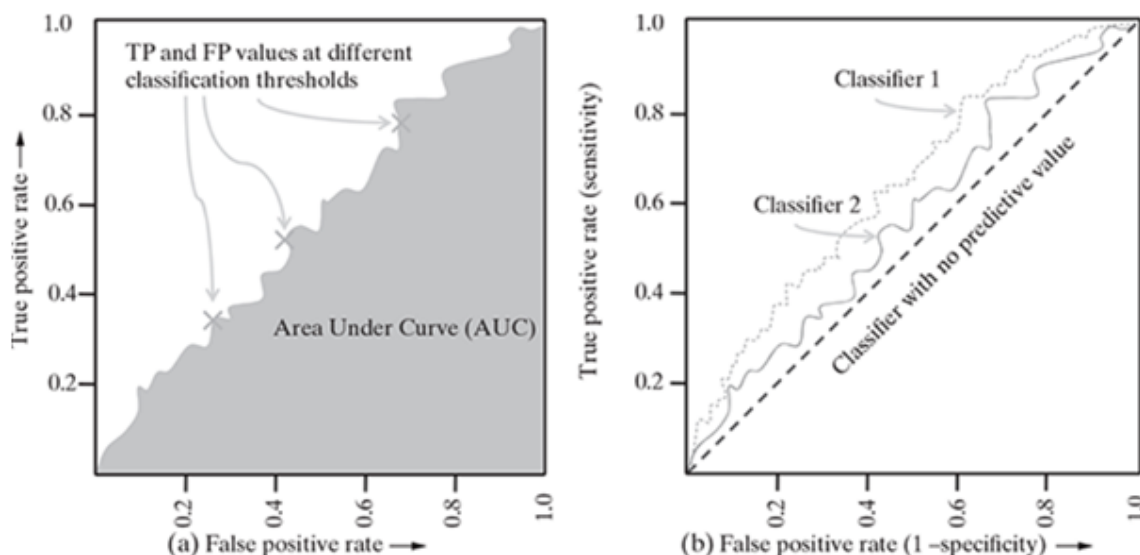 1.0
TP and FP values at different
classification thresholds
0.8
0.6
0.4
0.2
True positive rate
Area Under Curve (AUC)
0.2
0.4
0.6
0.8
1.0
(a) False positive rate
1.0
0.8
0.6
0.4
0.2
True positive rate (sensitivity)
Classifier 1
Classifier 2
Classifier with no predictive value
0.2
0.4
0.6
0.8
1.0
(b) False positive rate (1 –specificity)